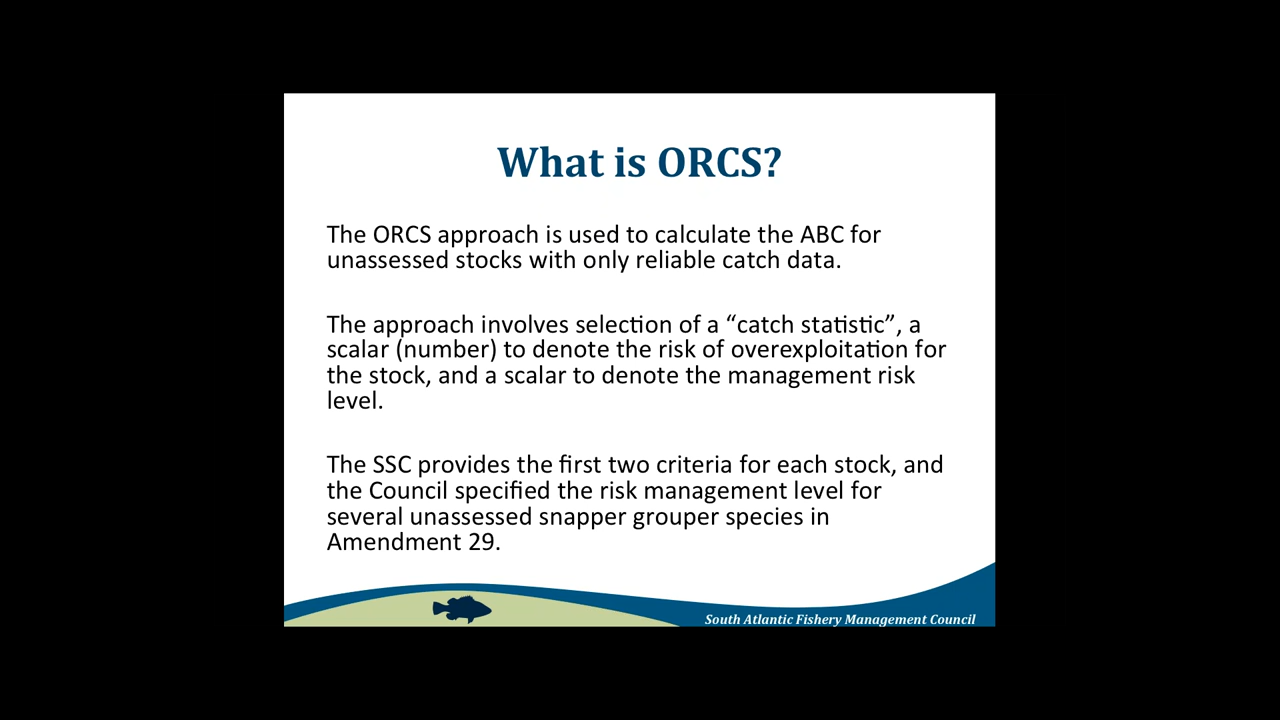 What is ORCS?
The ORCS approach is used to calculate the ABC for
unassessed stocks with only reliable catch data.
The approach involves selection of a “catch statistic”, a
scalar (number) to denote the risk of overexploitation for
the stock, and a scalar to denote the management risk
level.
The SSC provides the first two criteria for each stock, and
the Council specified the risk management level for
several unassessed snapper grouper species in
Amendment 29.
South Atlantic Fishery Management Council